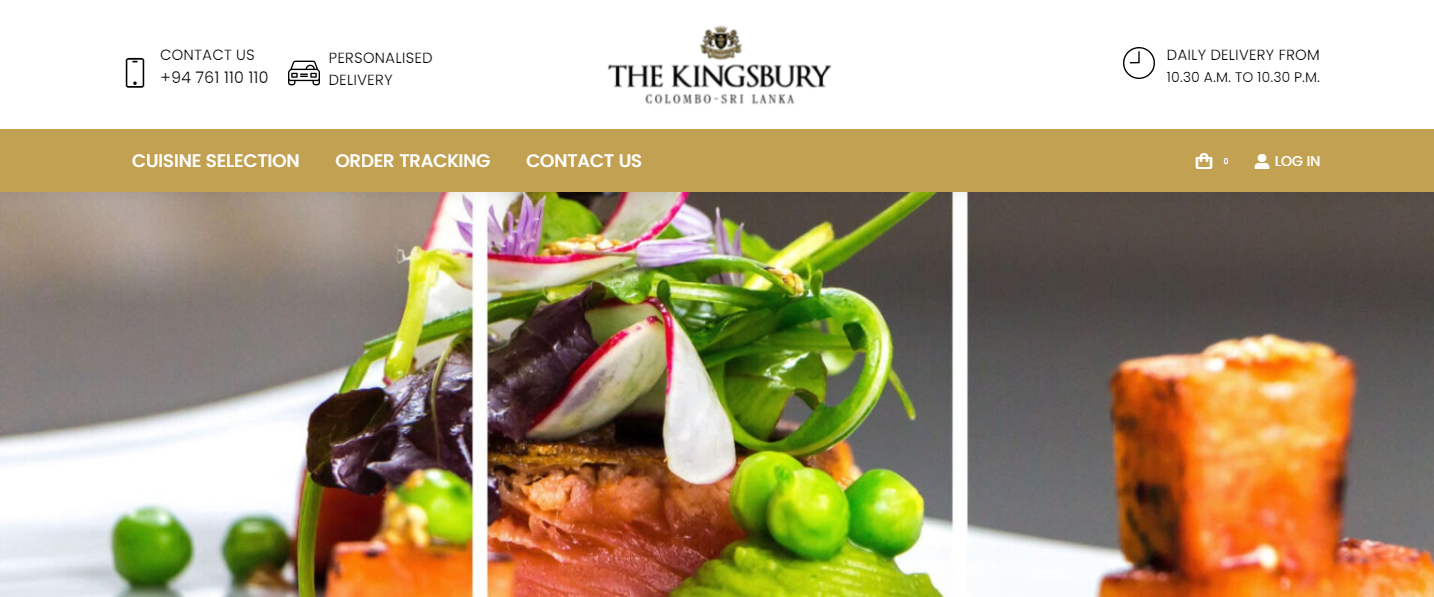 CONTACT US
+94 761 110 110
PERSONALISED
DELIVERY
THE KINGSBURY
COLOMBO-SRI LANKA
DAILY DELIVERY FROM
10.30 A.M. TO 10.30 P.M.
CUISINE SELECTION ORDER TRACKING CONTACT US 0 LOG IN